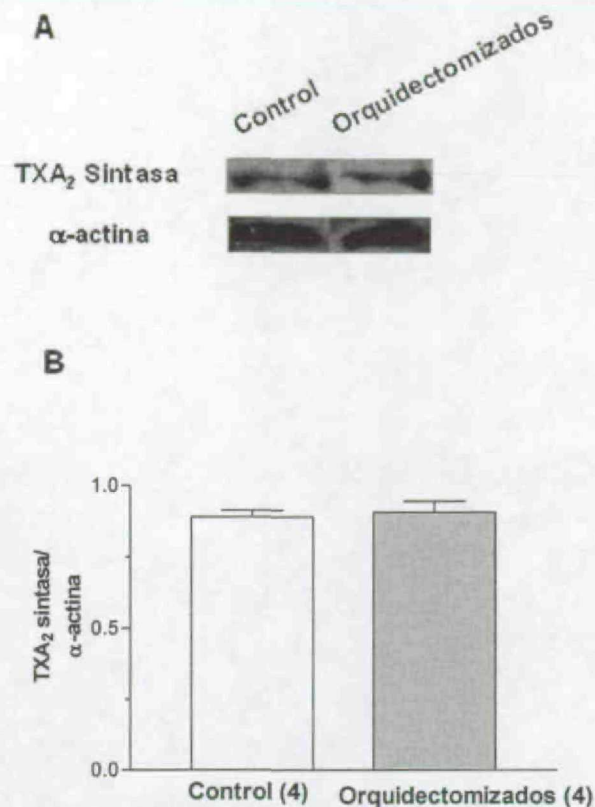 A
Control
Orquidectomizados
TXA₂ Sintasa
α-actina
B
TXA₂ sintasa/
α-actina
1.0
0.5
0.0
Control (4)
Orquidectomizados (4)